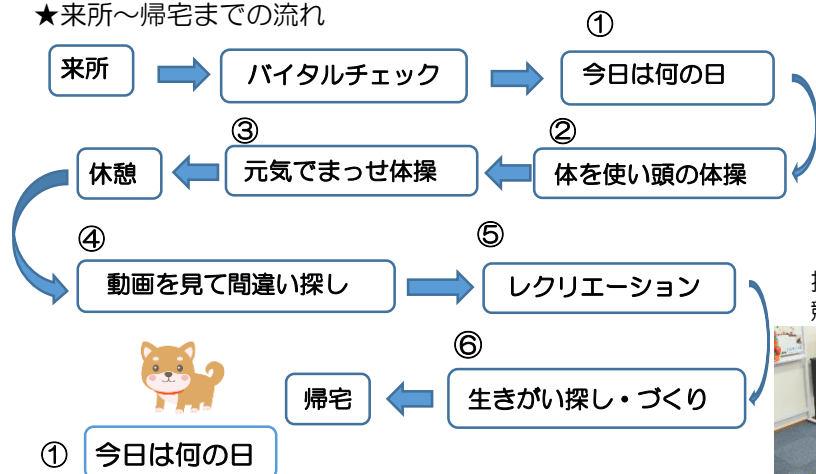 ★来所～帰宅までの流れ
①
来所
バイタルチェック
今日は何の日
③
②
休憩
元気でまっせ体操
体を使い頭の体操
④
⑤
動画を見て間違い探し
レクリエーション
⑥
帰宅
生きがい探し・づくり
①
今日は何の日